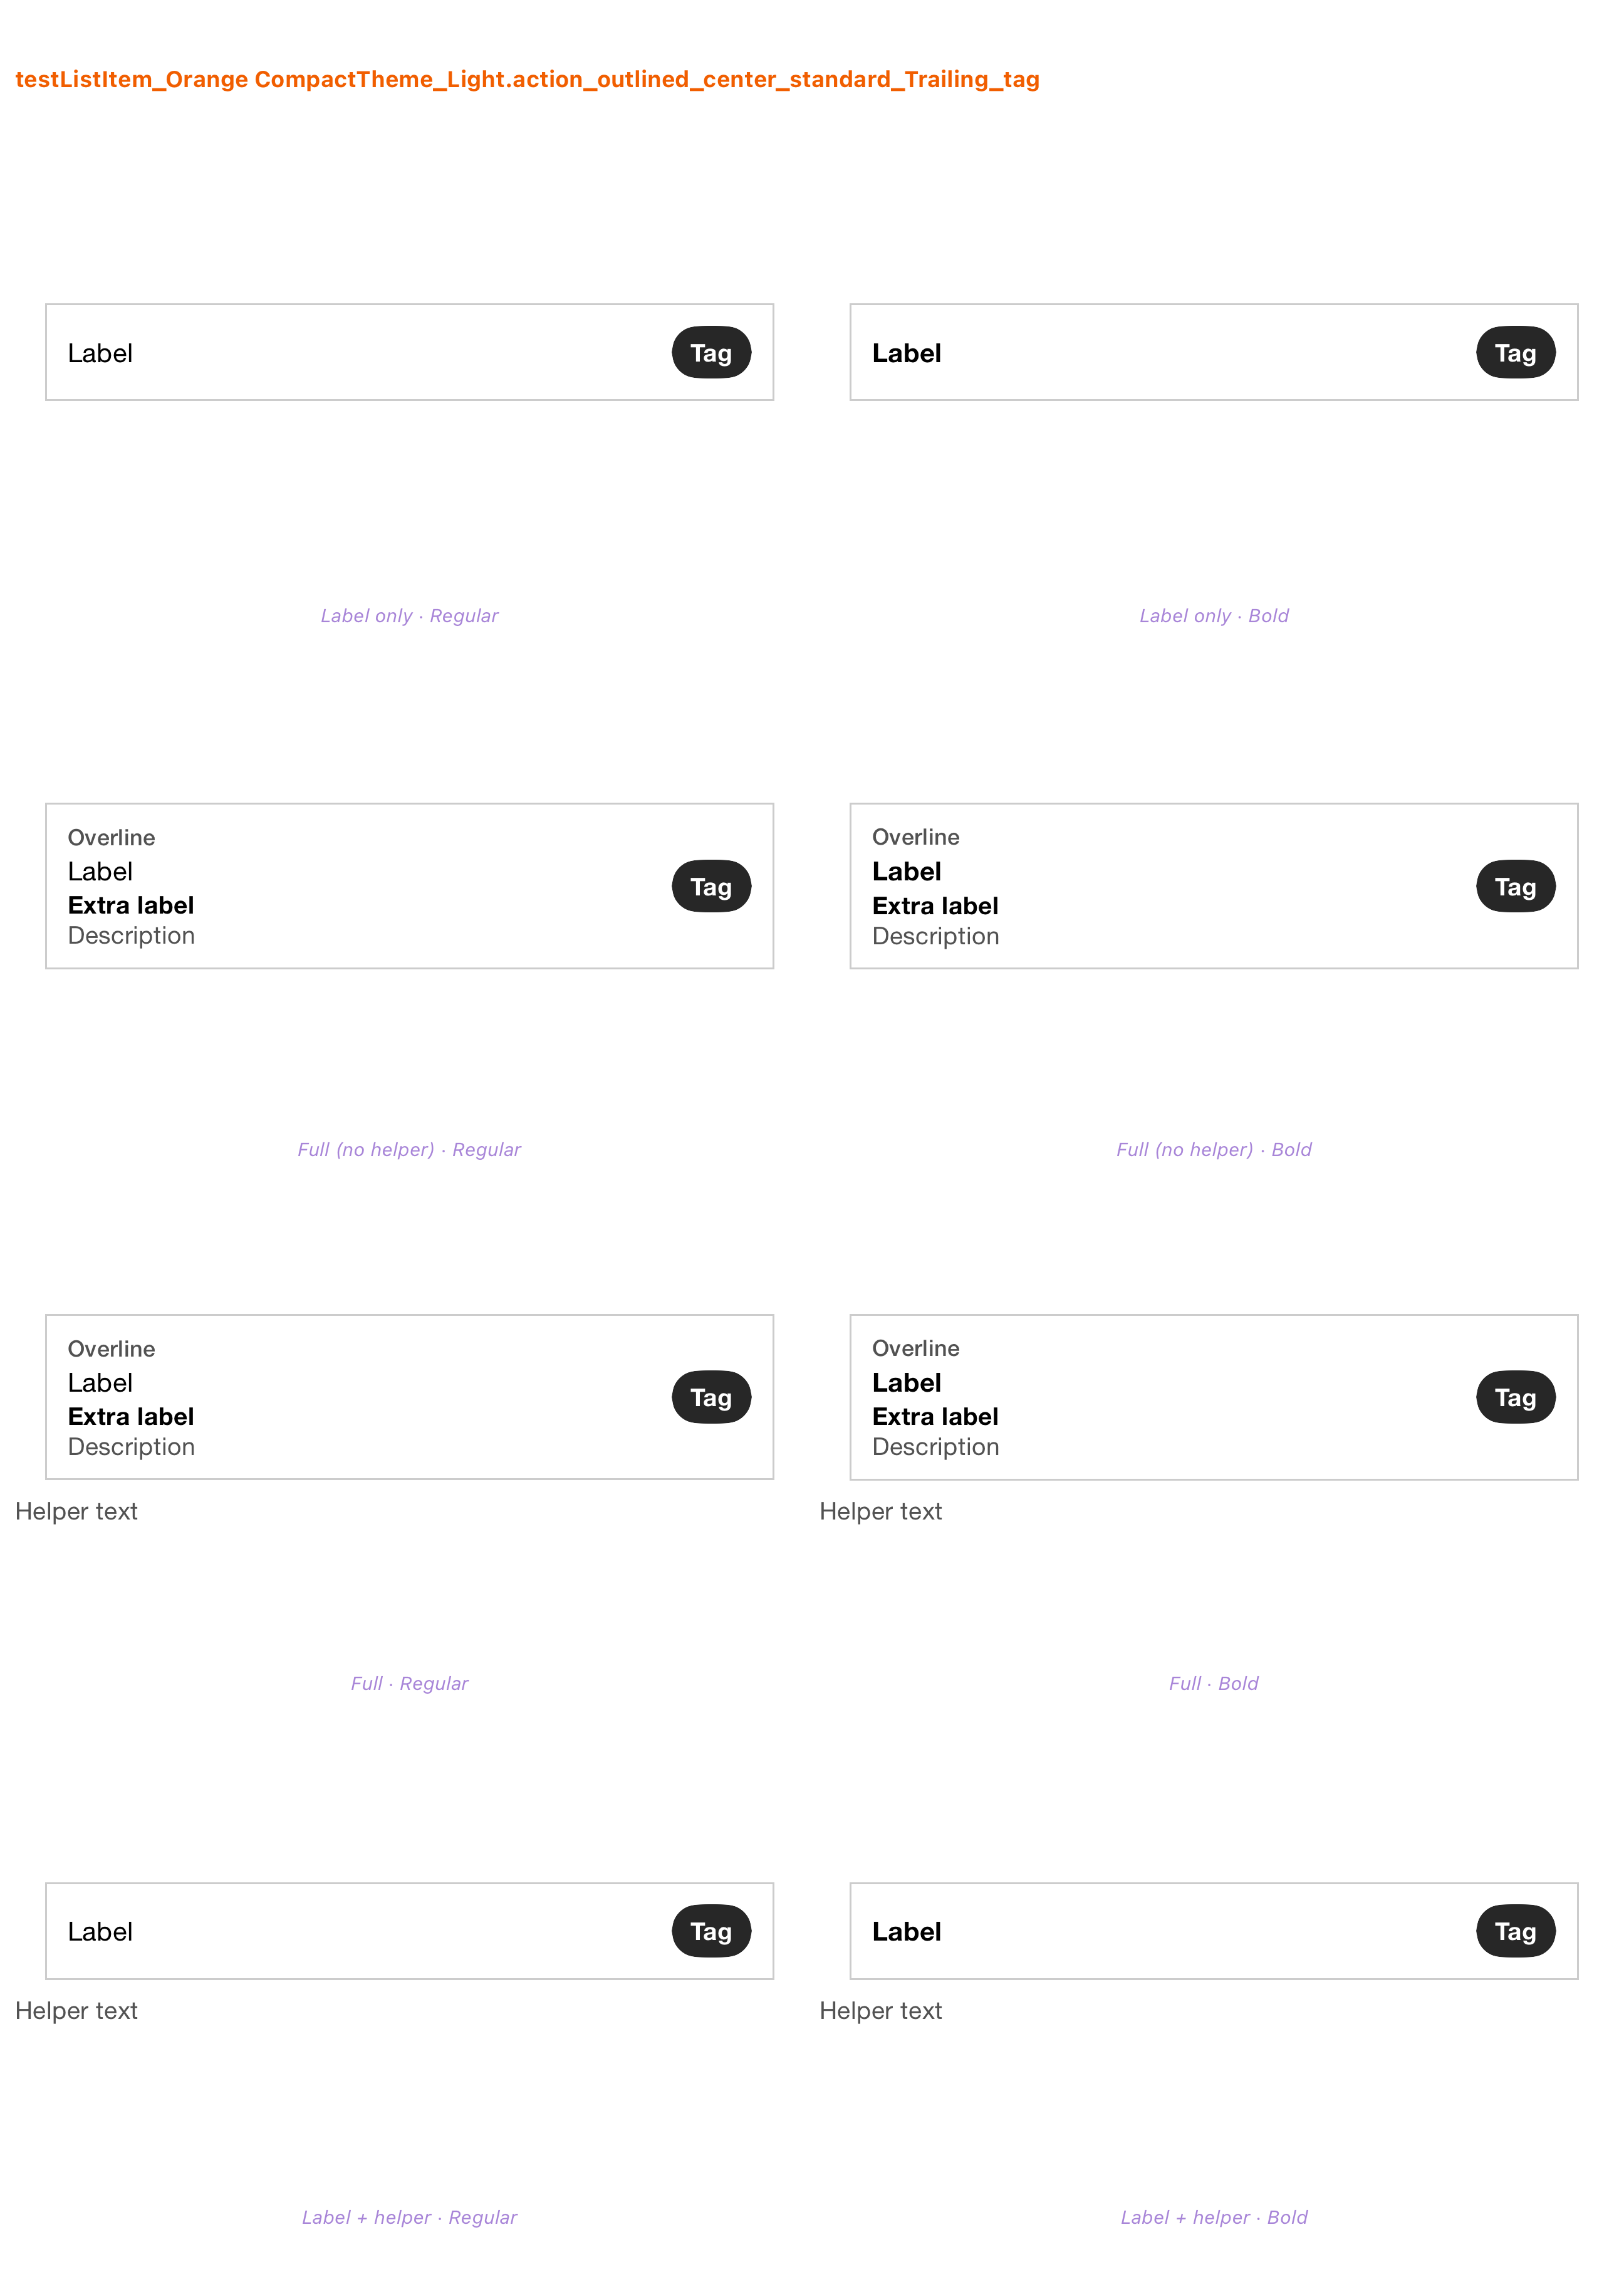 testListItem_Orange CompactTheme_Light.action_outlined_center_standard_Trailing_tag
Label Tag
Label Tag
Label only · Regular
Label only · Bold
Overline
Label
Extra label
Description
Tag
Overline
Label
Extra label
Description
Tag
Full (no helper) · Regular
Full (no helper) · Bold
Overline
Label
Extra label
Description
Tag
Helper text
Overline
Label
Extra label
Description
Tag
Helper text
Full · Regular
Full · Bold
Label Tag
Helper text
Label Tag
Helper text
Label + helper · Regular
Label + helper · Bold